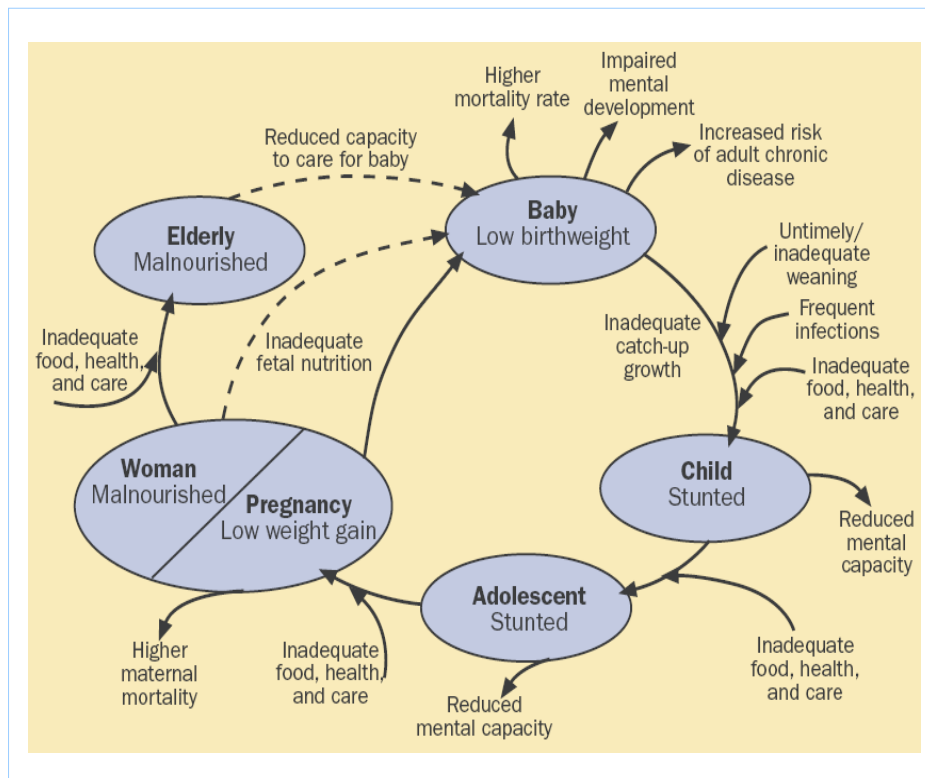 Higher
mortality rate
Impaired
mental
development
Increased risk
of adult chronic
disease
Reduced capacity
to care for baby
Baby
Low birthweight
Elderly
Malnourished
Untimely/
inadequate
weaning
Frequent
infections
Inadequate
food, health,
and care
Inadequate
catch-up
growth
Inadequate
food, health,
and care
Inadequate
fetal nutrition
Woman
Malnourished
Pregnancy
Low weight gain
Child
Stunted
Reduced
mental
capacity
Adolescent
Stunted
Higher
maternal
mortality
Inadequate
food, health,
and care
Reduced
mental capacity
Inadequate
food, health,
and care